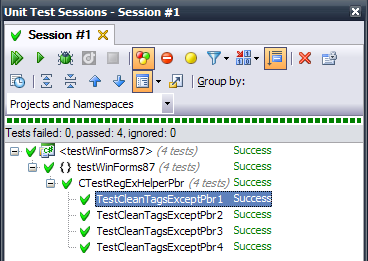 Unit Test Sessions - Session #1
Session #1
Group by:
Projects and Namespaces
Tests failed: 0, passed: 4, ignored: 0
<testWinForms87> (4 tests) Success
{} testWinForms87 (4 tests) Success
CTestRegExHelperPbr (4 tests) Success
TestCleanTagsExceptPbr1 Success
TestCleanTagsExceptPbr2 Success
TestCleanTagsExceptPbr3 Success
TestCleanTagsExceptPbr4 Success